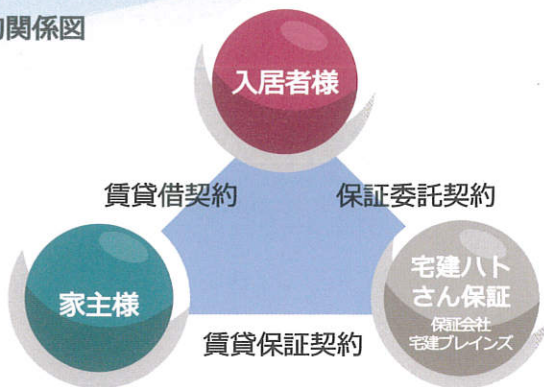 関係図
入居者様
賃貸借契約
保証委託契約
家主様
宅建ハト
さん保証
保証会社
宅建ブレインズ
賃貸保証契約